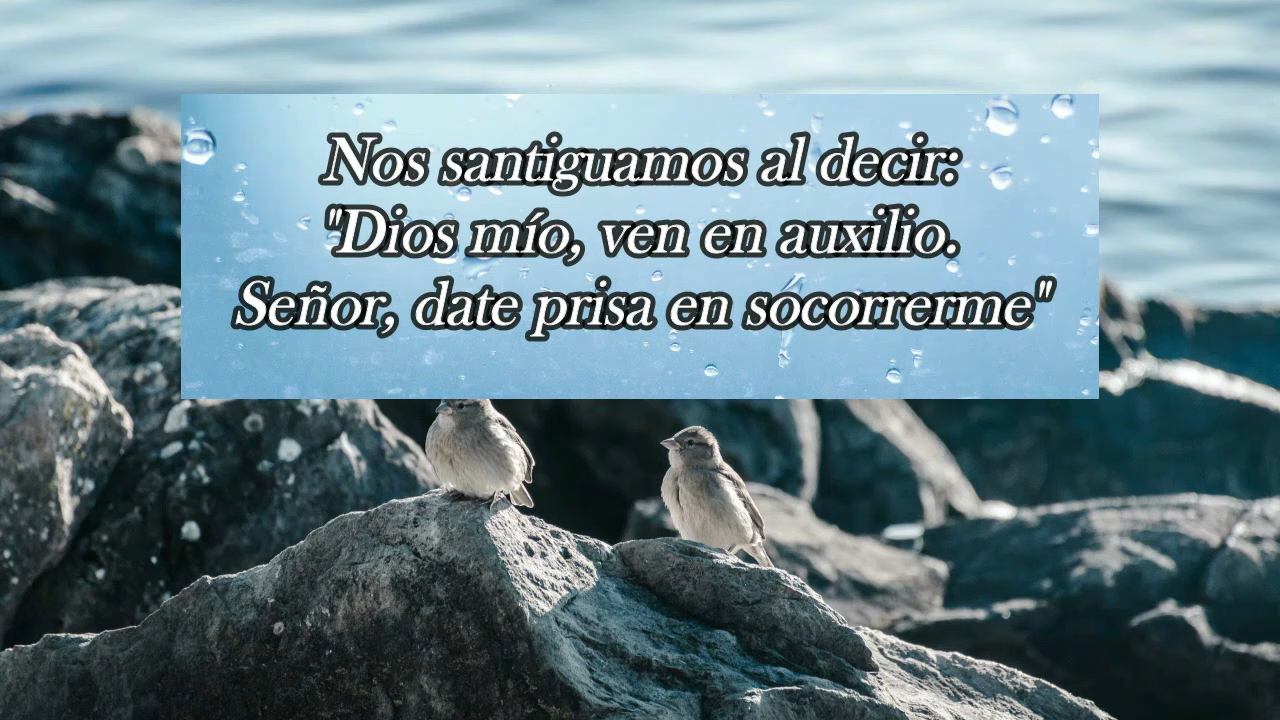 Nos santiguamos al decir:
"Dios mío, ven en auxilio.
Señor, date prisa en socorrerme"